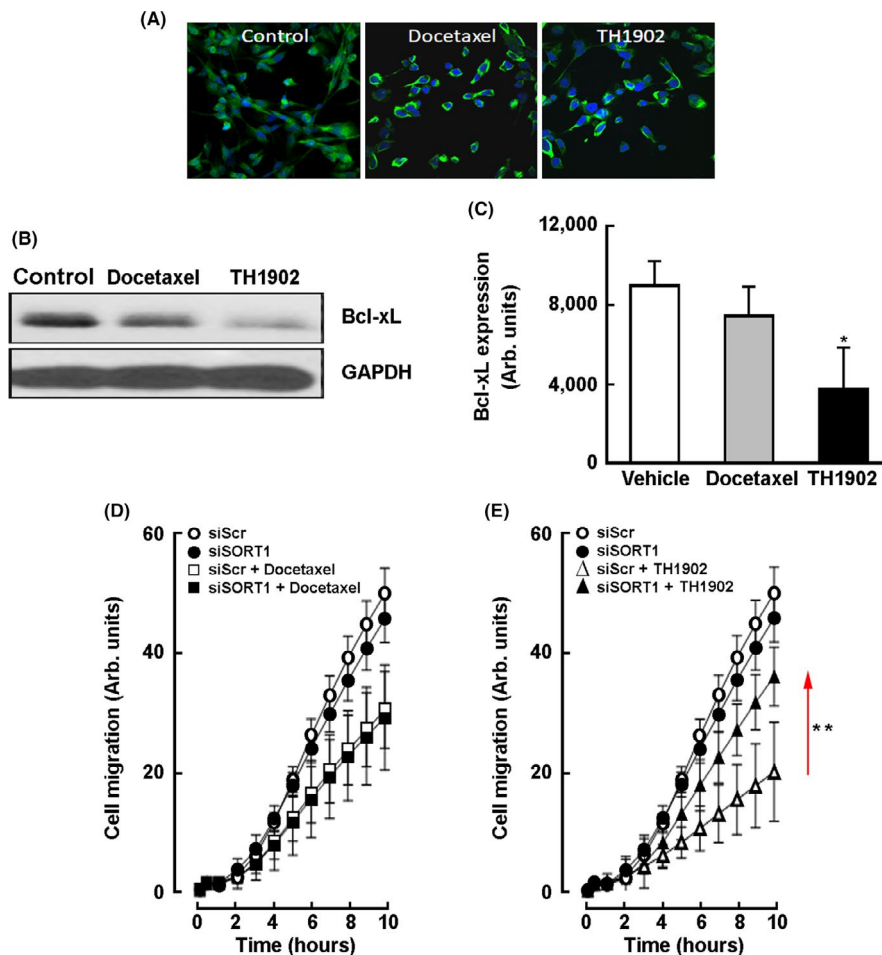 (A)
Control Docetaxel TH1902
(B)
Control Docetaxel TH1902
Bcl-xL
GAPDH
(C)
Bcl-xL expression
(Arb. units)
12,000
8,000
4,000
0
*
Vehicle Docetaxel TH1902
(D)
siScr
siSORT1
siScr + Docetaxel
siSORT1 + Docetaxel
Cell migration (Arb. units)
60
40
20
0
0 2 4 6 8 10
Time (hours)
(E)
siScr
siSORT1
siScr + TH1902
siSORT1 + TH1902
Cell migration (Arb. units)
60
40
20
0
**
0 2 4 6 8 10
Time (hours)